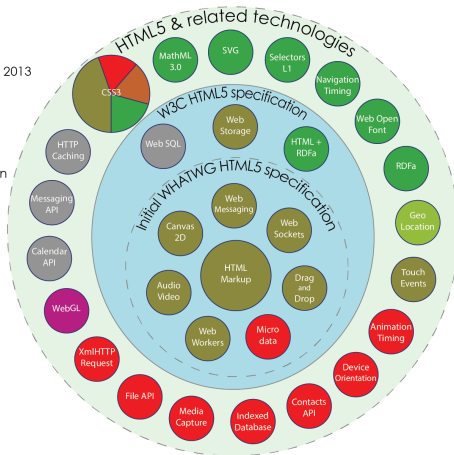 HTML5 & related technologies
2013
n
CSS3
MathML
3.0
SVG
Selectors
L1
Navigation
Timing
Web Open
Font
RDFa
Geo
Location
Touch
Events
Animation
Timing
Device
Orientation
Contacts
API
Indexed
Database
Media
Capture
File API
XmlHTTP
Request
WebGL
Calendar
API
Messaging
API
HTTP
Caching
W3C HTML5 specification
Web SQL
Web
Storage
HTML +
RDFa
Initial WHATWG HTML5 specification
Web
Messaging
Canvas
2D
Web
Sockets
HTML
Markup
Audio
Video
Drag
and
Drop
Web
Workers
Micro
data